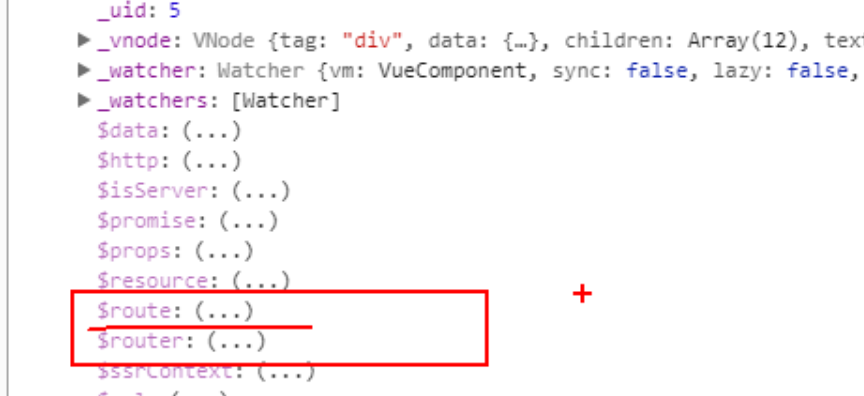 _uid: 5
▶ _vnode: VNode {tag: "div", data: {…}, children: Array(12), text
▶ _watcher: Watcher {vm: VueComponent, sync: false, lazy: false,
▶ _watchers: [Watcher]
$data: (...)
$http: (...)
$isServer: (...)
$promise: (...)
$props: (...)
$resource: (...)
$route: (...)
$router: (...)
$ssrContext: (...)